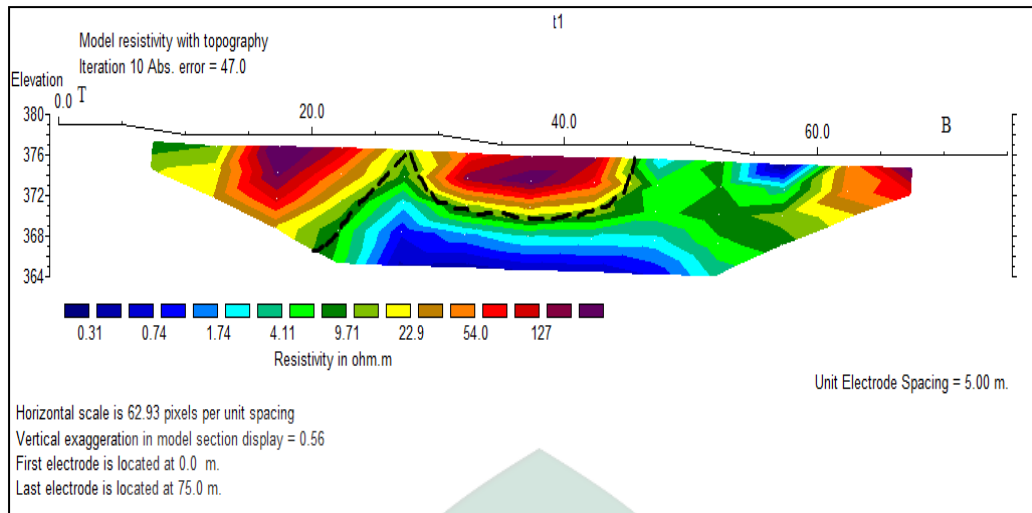 t1
Model resistivity with topography
Iteration 10 Abs. error = 47.0
Elevation
0.0 T 20.0 40.0 60.0 B
380
376
372
368
364
0.31 0.74 1.74 4.11 9.71 22.9 54.0 127
Resistivity in ohm.m
Unit Electrode Spacing = 5.00 m.
Horizontal scale is 62.93 pixels per unit spacing
Vertical exaggeration in model section display = 0.56
First electrode is located at 0.0 m.
Last electrode is located at 75.0 m.